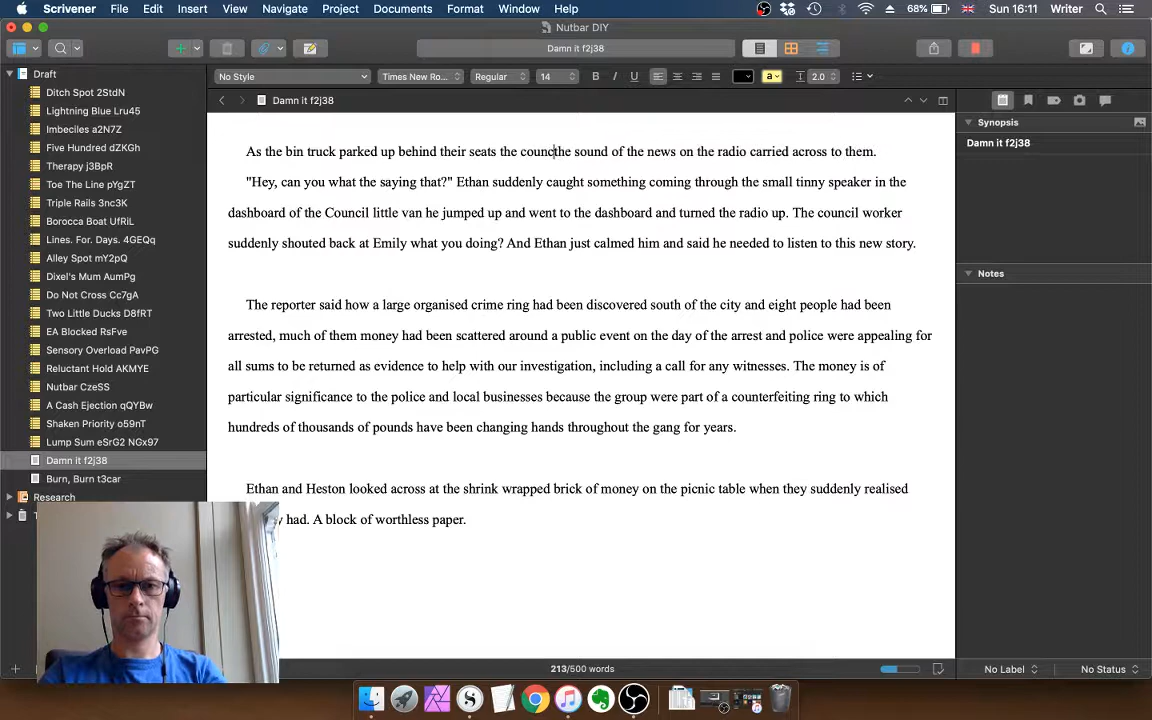 Scrivener File Edit Insert View Navigate Project Documents Format Window Help 68% Sun 16:11 Writer
Nutbar DIY
Damn it f2j38
No Style Times New Ro... Regular 14 B I U a 2.0
Damn it f2j38
Draft
Ditch Spot 2StdN
Lightning Blue Lru45
Imbeciles a2N7Z
Five Hundred dZKGh
Therapy j3BpR
Toe The Line pYgZT
Triple Rails 3nc3K
Borocca Boat UfRiL
Lines. For. Days. 4GEQq
Alley Spot mY2pQ
Dixel's Mum AumPg
Do Not Cross Cc7gA
Two Little Ducks D8fRT
EA Blocked RsFve
Sensory Overload PavPG
Reluctant Hold AKMYE
Nutbar CzeSS
A Cash Ejection qQYBw
Shaken Priority o59nT
Lump Sum eSrG2 NGx97
Damn it f2j38
Burn, Burn t3car
Research
As the bin truck parked up behind their seats the councthe sound of the news on the radio carried across to them.
"Hey, can you what the saying that?" Ethan suddenly caught something coming through the small tinny speaker in the
dashboard of the Council little van he jumped up and went to the dashboard and turned the radio up. The council worker
suddenly shouted back at Emily what you doing? And Ethan just calmed him and said he needed to listen to this new story.
The reporter said how a large organised crime ring had been discovered south of the city and eight people had been
arrested, much of them money had been scattered around a public event on the day of the arrest and police were appealing for
all sums to be returned as evidence to help with our investigation, including a call for any witnesses. The money is of
particular significance to the police and local businesses because the group were part of a counterfeiting ring to which
hundreds of thousands of pounds have been changing hands throughout the gang for years.
Ethan and Heston looked across at the shrink wrapped brick of money on the picnic table when they suddenly realised
had. A block of worthless paper.
213/500 words
Synopsis
Damn it f2j38
Notes
No Label No Status